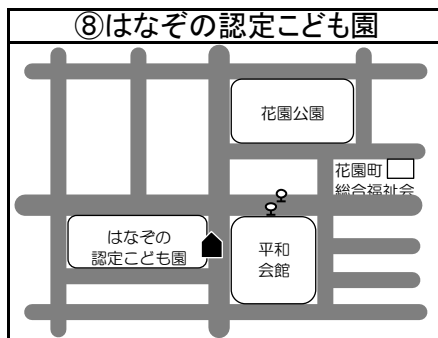 ⑧はなぞの認定こども園
花園公園
花園町
総合福祉会
はなぞの
認定こども園
平和
会館